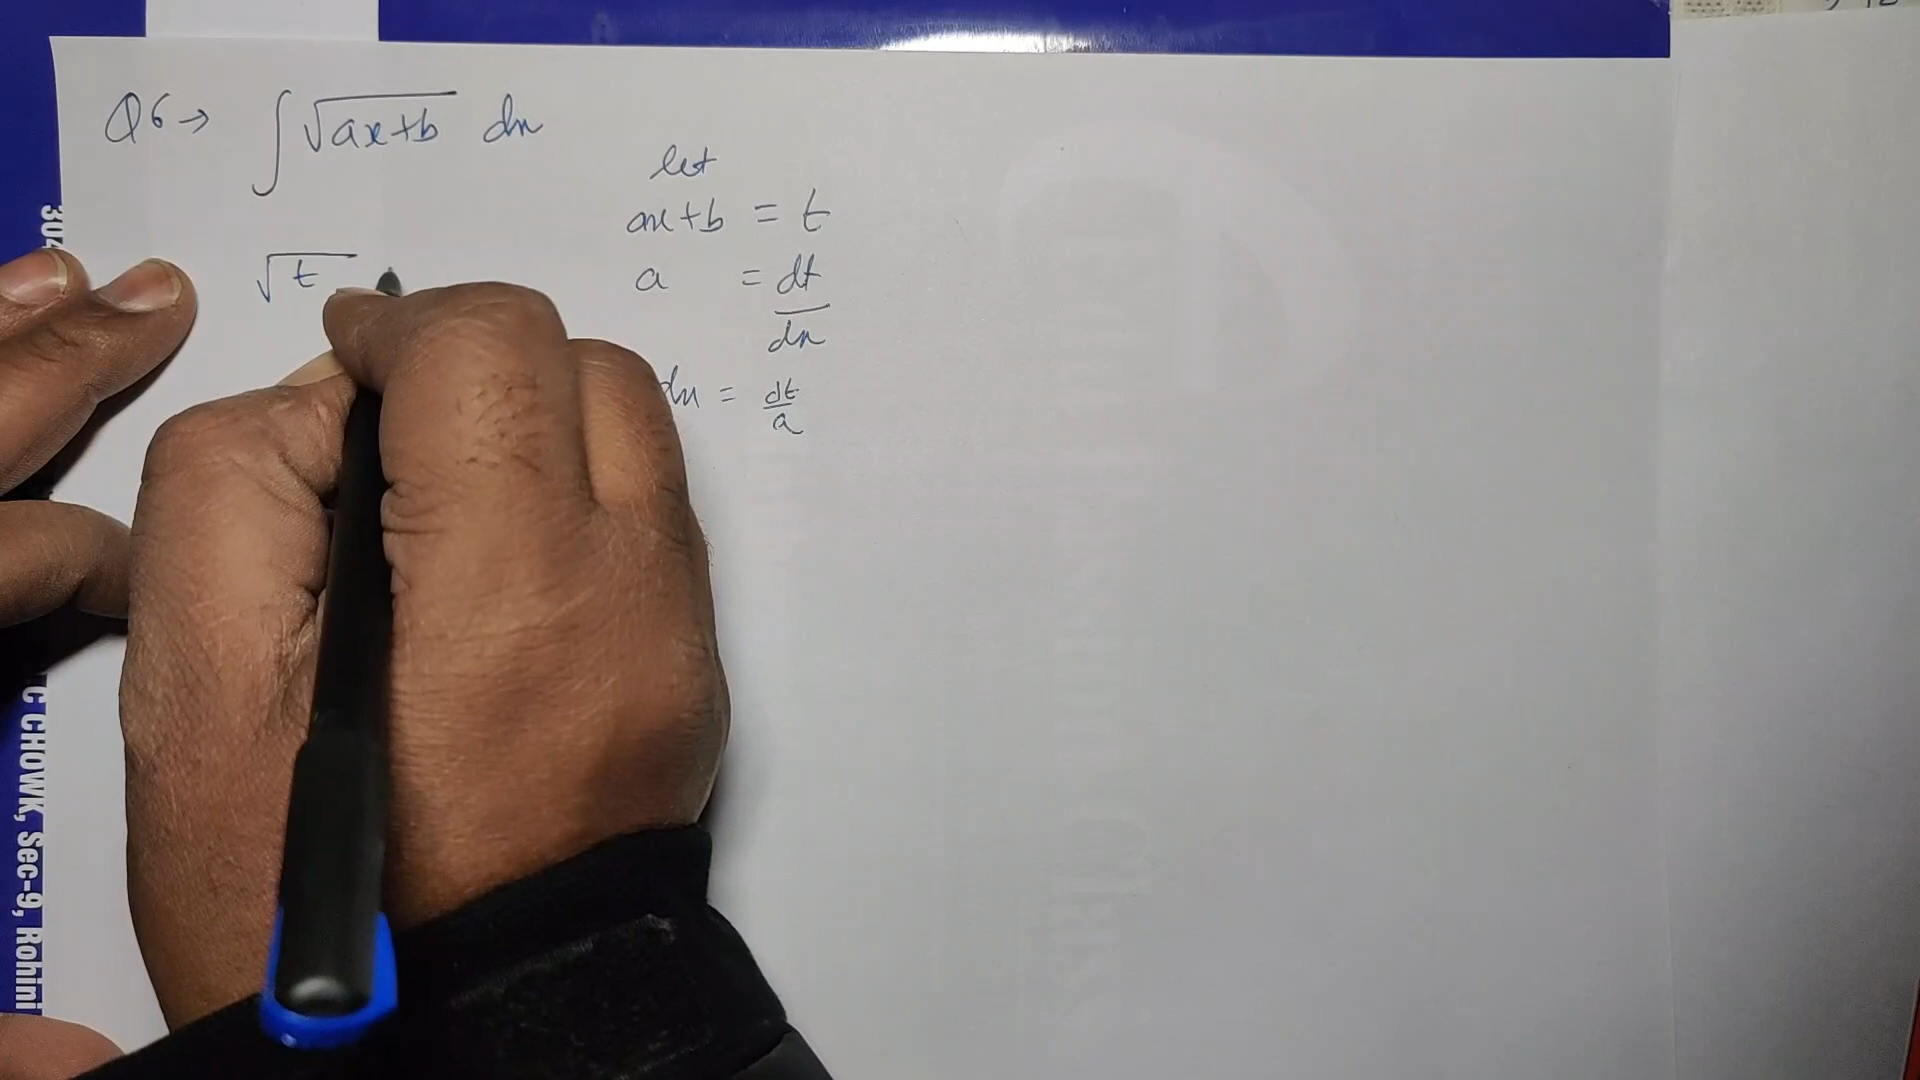 Q6→ ∫√ax+b dx
let
ax+b = t
√t
a = dt/dx
dx = dt/a
C CHOWK, Sec-9, Rohini